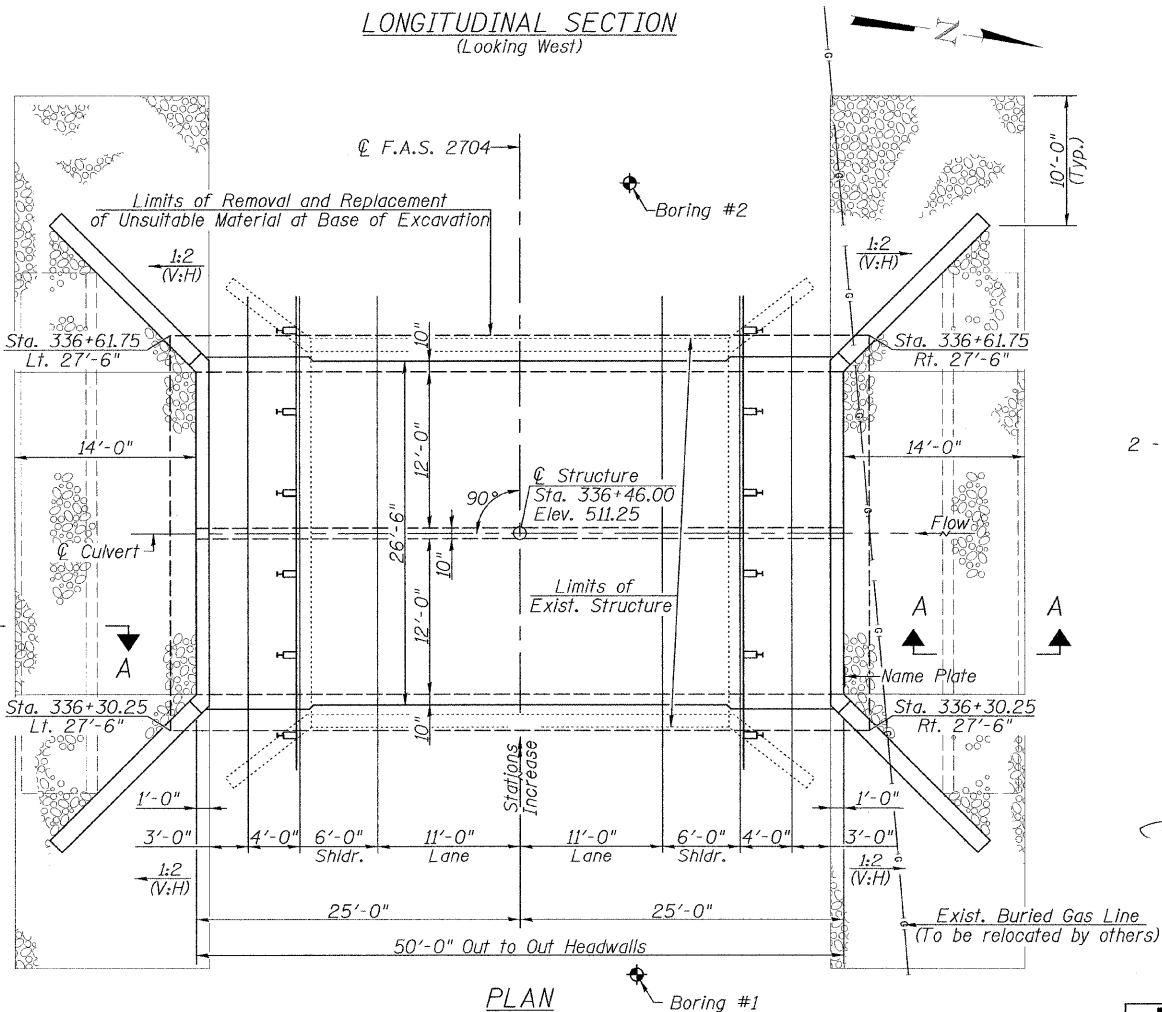 LONGITUDINAL SECTION
(Looking West)
N
G
℄ F.A.S. 2704
10'-0"
(Typ.)
Boring #2
Limits of Removal and Replacement
of Unsuitable Material at Base of Excavation
1:2
(V:H)
1:2
(V:H)
G
G
G
Sta. 336+61.75
Lt. 27'-6"
10"
Sta. 336+61.75
Rt. 27'-6"
G
14'-0"
12'-0"
14'-0"
2 -
℄ Structure
Sta. 336+46.00
Elev. 511.25
90°
26'-6"
10"
℄ Culvert
Flow
G
Limits of
Exist. Structure
12'-0"
A
A
A
G
Name Plate
Sta. 336+30.25
Lt. 27'-6"
10"
Sta. 336+30.25
Rt. 27'-6"
Stations
Increase
1'-0"
1'-0"
3'-0"
4'-0"
6'-0"
Shldr.
11'-0"
Lane
11'-0"
Lane
6'-0"
Shldr.
4'-0"
3'-0"
G
1:2
(V:H)
1:2
(V:H)
25'-0"
25'-0"
G
Exist. Buried Gas Line
(To be relocated by others)
50'-0" Out to Out Headwalls
PLAN
Boring #1